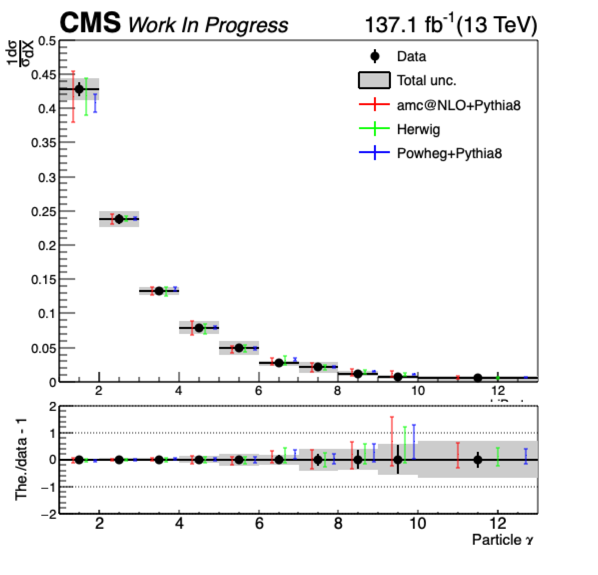 CMS Work In Progress 137.1 fb⁻¹(13 TeV)
1dσ
σdX
0.5
0.45
0.4
0.35
0.3
0.25
0.2
0.15
0.1
0.05
0
Data
Total unc.
amc@NLO+Pythia8
Herwig
Powheg+Pythia8
2 4 6 8 10 12
The./data - 1
2
1
0
−1
−2
2 4 6 8 10 12
Particle γ